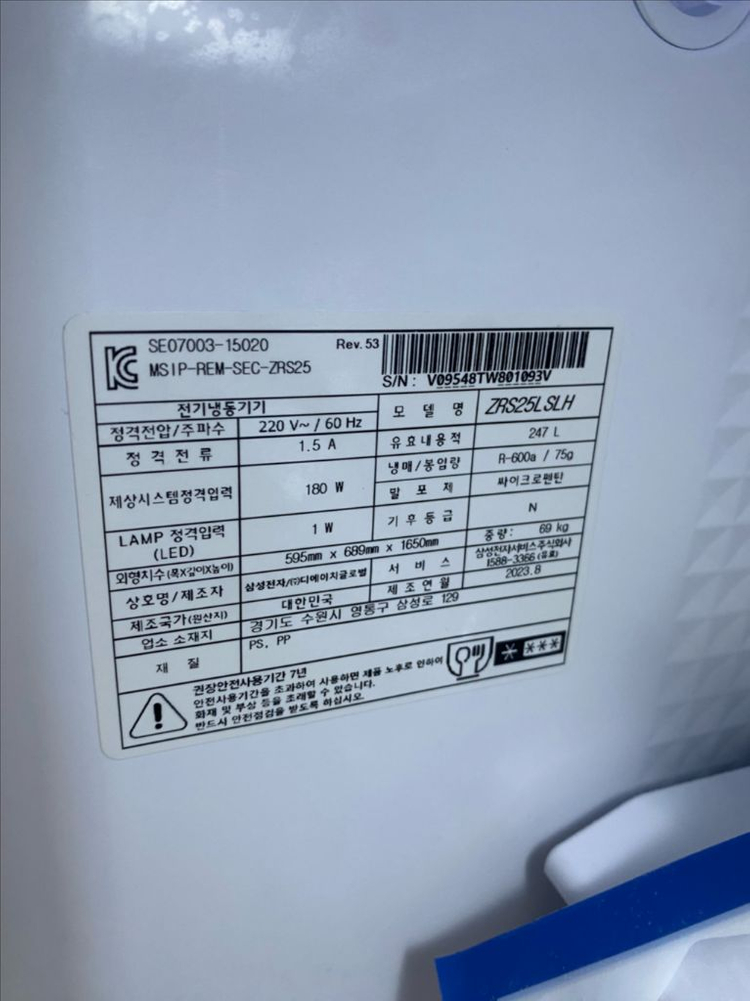 SE07003-15020 Rev. 53
MSIP-REM-SEC-ZRS25
S/N : V09548TW801093V
전기냉동기기
모 델 명 ZRS25LSLH
정격전압/주파수 220 V~ / 60 Hz
유효내용적 247 L
정 격 전 류 1.5 A
냉매/봉입량 R-600a / 75g
제상시스템정격입력 180 W
발 포 제 싸이크로펜탄
기 후 등 급 N
LAMP 정격입력 1 W
(LED)
중량: 69 kg
외형치수(폭X깊이X높이) 595mm x 689mm x 1650mm
서 비 스 삼성전자서비스주식회사
1588-3366 (유료)
상호명/제조자 삼성전자/(주)디에이치글로벌
제 조 연 월 2023.8
제조국가(원산지) 대한민국
업소 소재지 경기도 수원시 영통구 삼성로 129
재 질 PS, PP
권장안전사용기간 7년
안전사용기간을 초과하여 사용하면 제품 노후로 인하여
화재 및 부상 등을 초래할 수 있습니다.
반드시 안전점검을 받도록 하십시오.